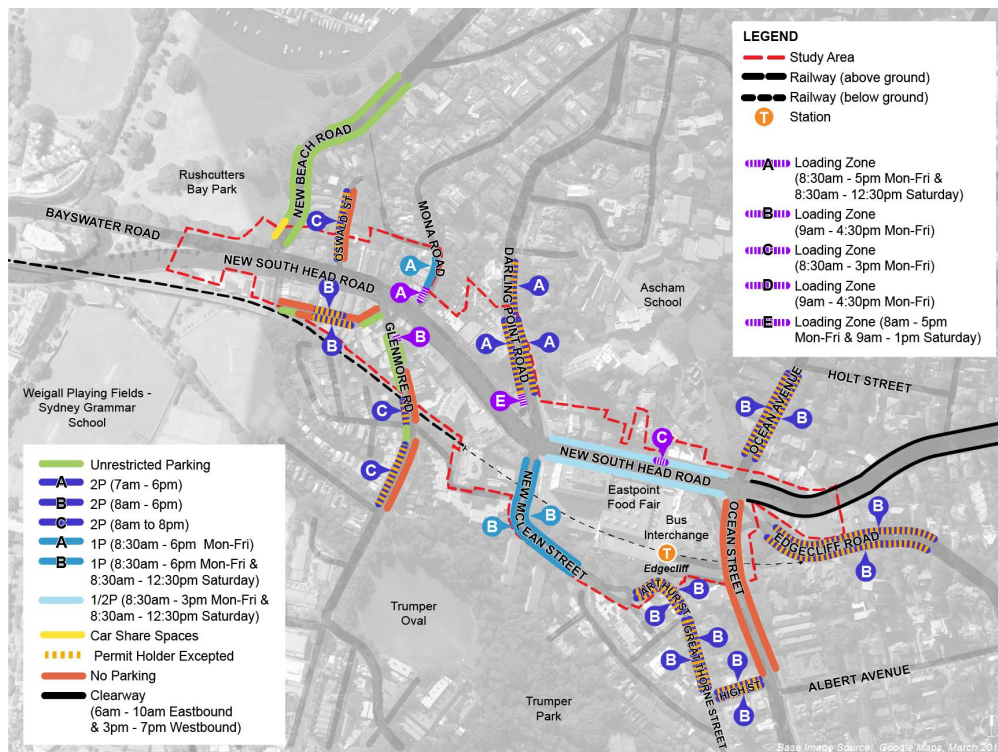 LEGEND
Study Area
Railway (above ground)
Railway (below ground)
T Station
A Loading Zone
(8:30am - 5pm Mon-Fri &
8:30am - 12:30pm Saturday)
B Loading Zone
(9am - 4:30pm Mon-Fri)
C Loading Zone
(8:30am - 3pm Mon-Fri)
D Loading Zone
(9am - 4:30pm Mon-Fri)
E Loading Zone (8am - 5pm
Mon-Fri & 9am - 1pm Saturday)
NEW BEACH ROAD
Rushcutters
Bay Park
BAYSWATER ROAD
C
OSWALD ST
MONA ROAD
A
A
NEW SOUTH HEAD ROAD
B
B
DARLING POINT ROAD
A
A
A
E
Ascham
School
B
GLENMORE RD
C
C
Weigall Playing Fields -
Sydney Grammar
School
HOLT STREET
OCEAN AVENUE
B
B
C
NEW SOUTH HEAD ROAD
Eastpoint
Food Fair
NEW MCLEAN STREET
B
B
Bus
Interchange
T
Edgecliff
OCEAN STREET
EDGECLIFF ROAD
B
B
ARTHUR ST
B
B
GREAT THORNE STREET
B
B
HIGH ST
B
B
ALBERT AVENUE
Trumper
Oval
Trumper
Park
Unrestricted Parking
A 2P (7am - 6pm)
B 2P (8am - 6pm)
C 2P (8am to 8pm)
A 1P (8:30am - 6pm Mon-Fri)
B 1P (8:30am - 6pm Mon-Fri &
8:30am - 12:30pm Saturday)
1/2P (8:30am - 3pm Mon-Fri &
8:30am - 12:30pm Saturday)
Car Share Spaces
Permit Holder Excepted
No Parking
Clearway
(6am - 10am Eastbound
& 3pm - 7pm Westbound)
Base Image Source: Google Maps, March